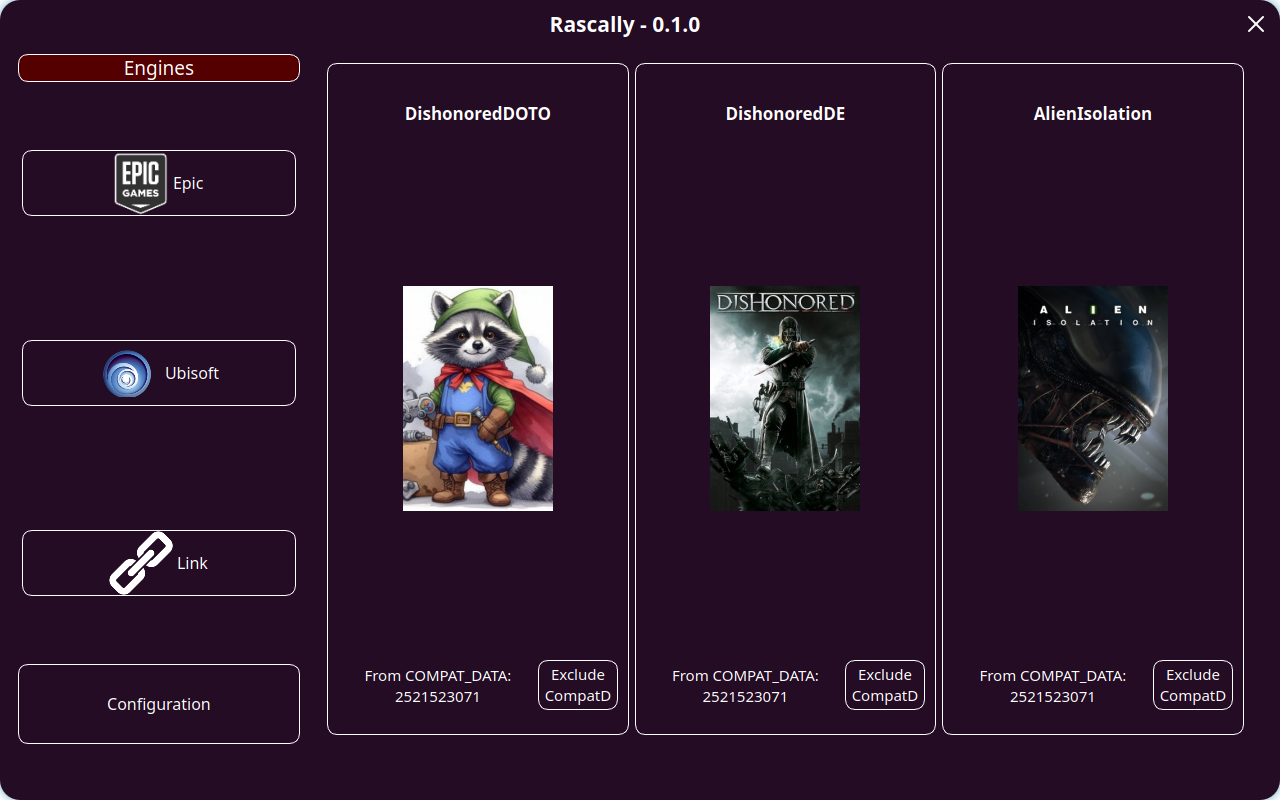 Rascally - 0.1.0
Engines
EPIC
GAMES
Epic
Ubisoft
Link
Configuration
DishonoredDOTO
From COMPAT_DATA:
2521523071
Exclude
CompatD
DishonoredDE
DISHONORED
From COMPAT_DATA:
2521523071
Exclude
CompatD
AlienIsolation
ALIEN
ISOLATION
From COMPAT_DATA:
2521523071
Exclude
CompatD